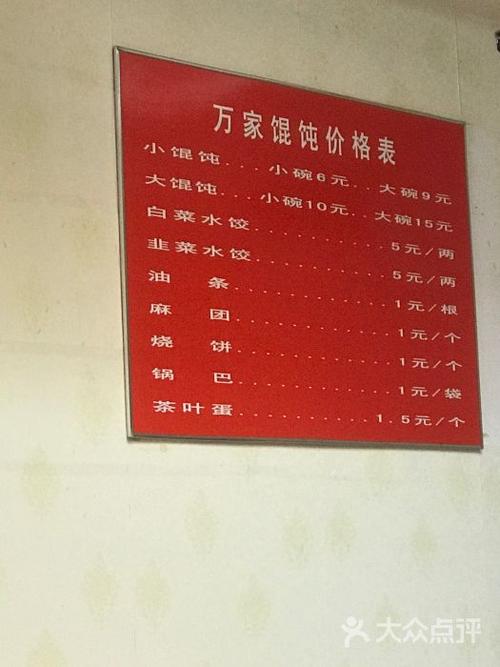 万家馄饨价格表
小馄饨...小碗6元...大碗9元
大馄饨...小碗10元...大碗15元
白菜水饺............5元/两
韭菜水饺............5元/两
油条............1元/根
麻团............1元/个
烧饼............1元/个
锅巴............1元/袋
茶叶蛋............1.5元/个
大众点评